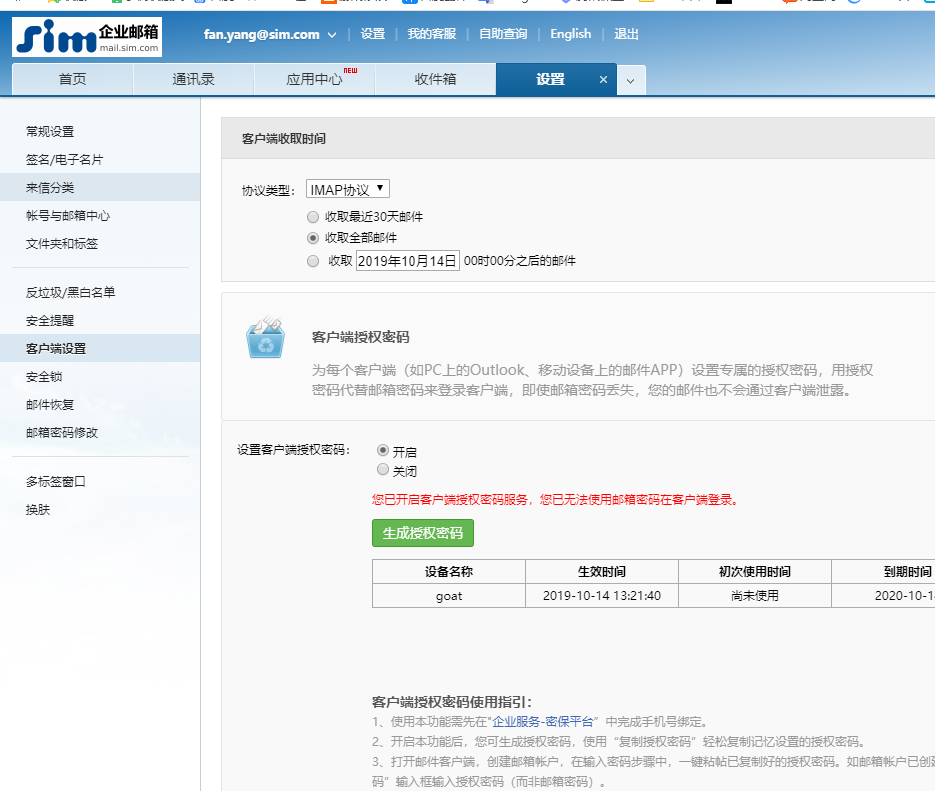 sim 企业邮箱
mail.sim.com
fan.yang@sim.com | 设置 | 我的客服 | 自助查询 | English | 退出
首页 通讯录 应用中心 NEW 收件箱 设置 ×
常规设置
签名/电子名片
来信分类
帐号与邮箱中心
文件夹和标签
反垃圾/黑白名单
安全提醒
客户端设置
安全锁
邮件恢复
邮箱密码修改
多标签窗口
换肤
客户端收取时间
协议类型: IMAP协议
收取最近30天邮件
收取全部邮件
收取 2019年10月14日 00时00分之后的邮件
客户端授权密码
为每个客户端（如PC上的Outlook、移动设备上的邮件APP）设置专属的授权密码，用授权
密码代替邮箱密码来登录客户端，即使邮箱密码丢失，您的邮件也不会通过客户端泄露。
设置客户端授权密码: 开启
关闭
您已开启客户端授权密码服务，您已无法使用邮箱密码在客户端登录。
生成授权密码
设备名称 生效时间 初次使用时间 到期时间
goat 2019-10-14 13:21:40 尚未使用 2020-10-1
客户端授权密码使用指引:
1、使用本功能需先在“企业服务-密保平台”中完成手机号绑定。
2、开启本功能后，您可生成授权密码，使用“复制授权密码”轻松复制记忆设置的授权密码。
3、打开邮件客户端，创建邮箱帐户，在输入密码步骤中，一键粘帖已复制好的授权密码。如邮箱帐户已创
码”输入框输入授权密码（而非邮箱密码）。